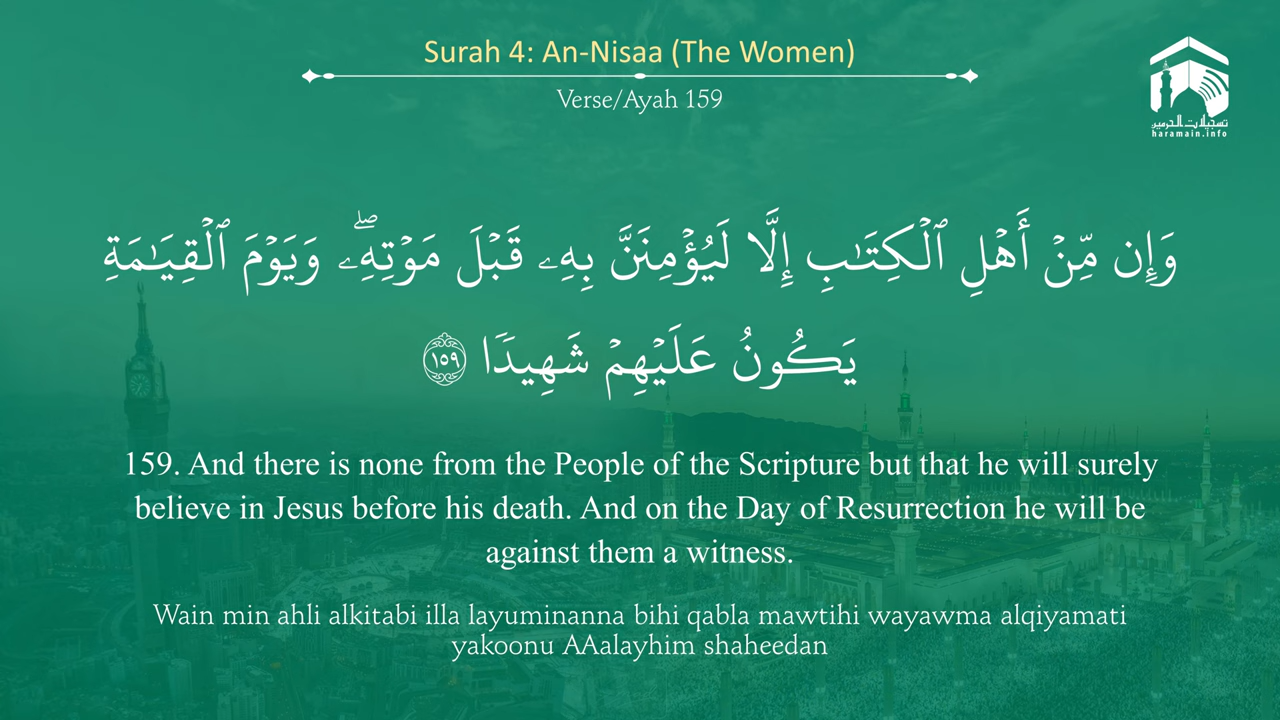 Surah 4: An-Nisaa (The Women)
Verse/Ayah 159
تسجيلات الحرمين
haramain.info
وَإِن مِّنۡ أَهۡلِ ٱلۡكِتَـٰبِ إِلَّا لَيُؤۡمِنَنَّ بِهِۦ قَبۡلَ مَوۡتِهِۦۖ وَيَوۡمَ ٱلۡقِيَـٰمَةِ
يَكُونُ عَلَيۡهِمۡ شَهِيدٗا ١٥٩
159. And there is none from the People of the Scripture but that he will surely
believe in Jesus before his death. And on the Day of Resurrection he will be
against them a witness.
Wain min ahli alkitabi illa layuminanna bihi qabla mawtihi wayawma alqiyamati
yakoonu AAalayhim shaheedan